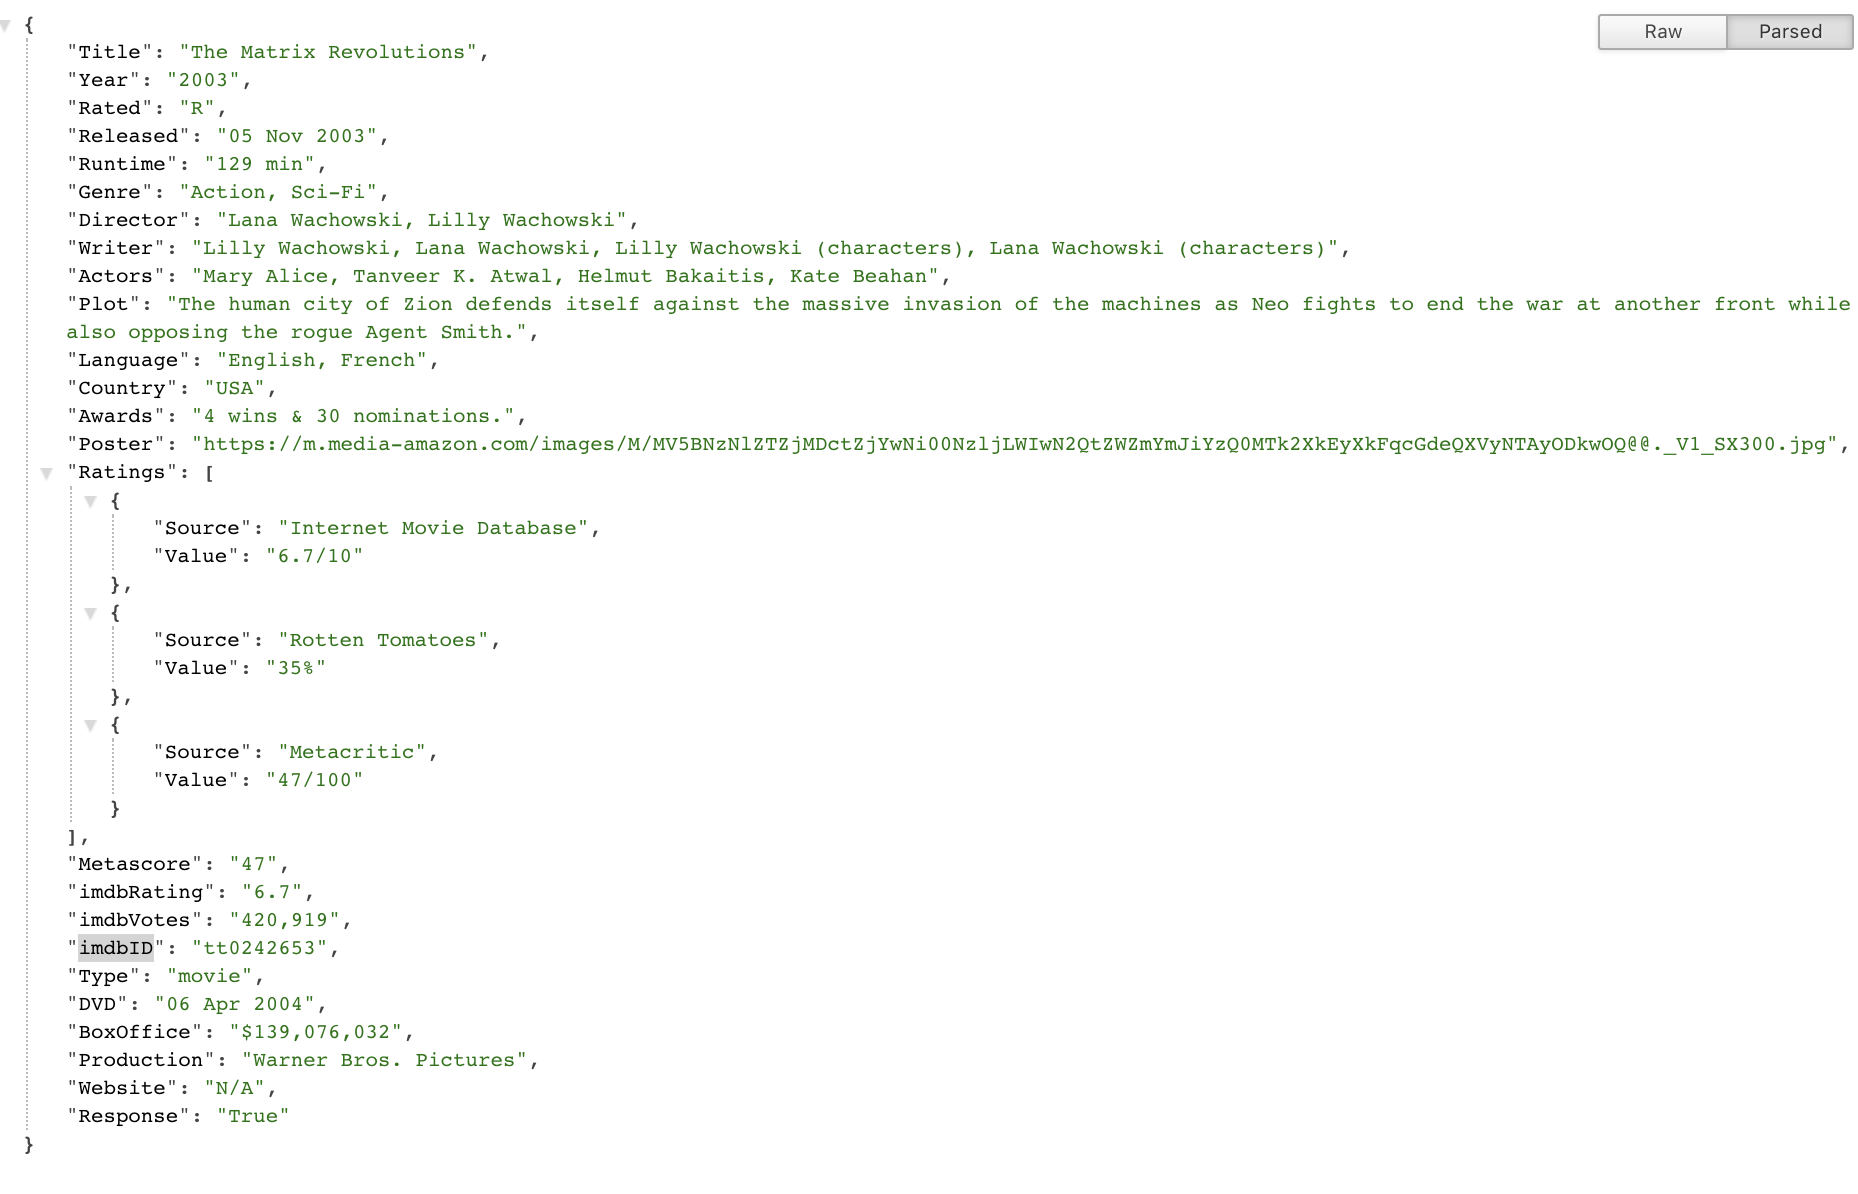 Raw Parsed
{
"Title": "The Matrix Revolutions",
"Year": "2003",
"Rated": "R",
"Released": "05 Nov 2003",
"Runtime": "129 min",
"Genre": "Action, Sci-Fi",
"Director": "Lana Wachowski, Lilly Wachowski",
"Writer": "Lilly Wachowski, Lana Wachowski, Lilly Wachowski (characters), Lana Wachowski (characters)",
"Actors": "Mary Alice, Tanveer K. Atwal, Helmut Bakaitis, Kate Beahan",
"Plot": "The human city of Zion defends itself against the massive invasion of the machines as Neo fights to end the war at another front while
also opposing the rogue Agent Smith.",
"Language": "English, French",
"Country": "USA",
"Awards": "4 wins & 30 nominations.",
"Poster": "https://m.media-amazon.com/images/M/MV5BNzNlZTZjMDctZjYwNi00NzljLWIwN2QtZWZmYmJiYzQ0MTk2XkEyXkFqcGdeQXVyNTAyODkwOQ@@._V1_SX300.jpg",
"Ratings": [
{
"Source": "Internet Movie Database",
"Value": "6.7/10"
},
{
"Source": "Rotten Tomatoes",
"Value": "35%"
},
{
"Source": "Metacritic",
"Value": "47/100"
}
],
"Metascore": "47",
"imdbRating": "6.7",
"imdbVotes": "420,919",
"imdbID": "tt0242653",
"Type": "movie",
"DVD": "06 Apr 2004",
"BoxOffice": "$139,076,032",
"Production": "Warner Bros. Pictures",
"Website": "N/A",
"Response": "True"
}